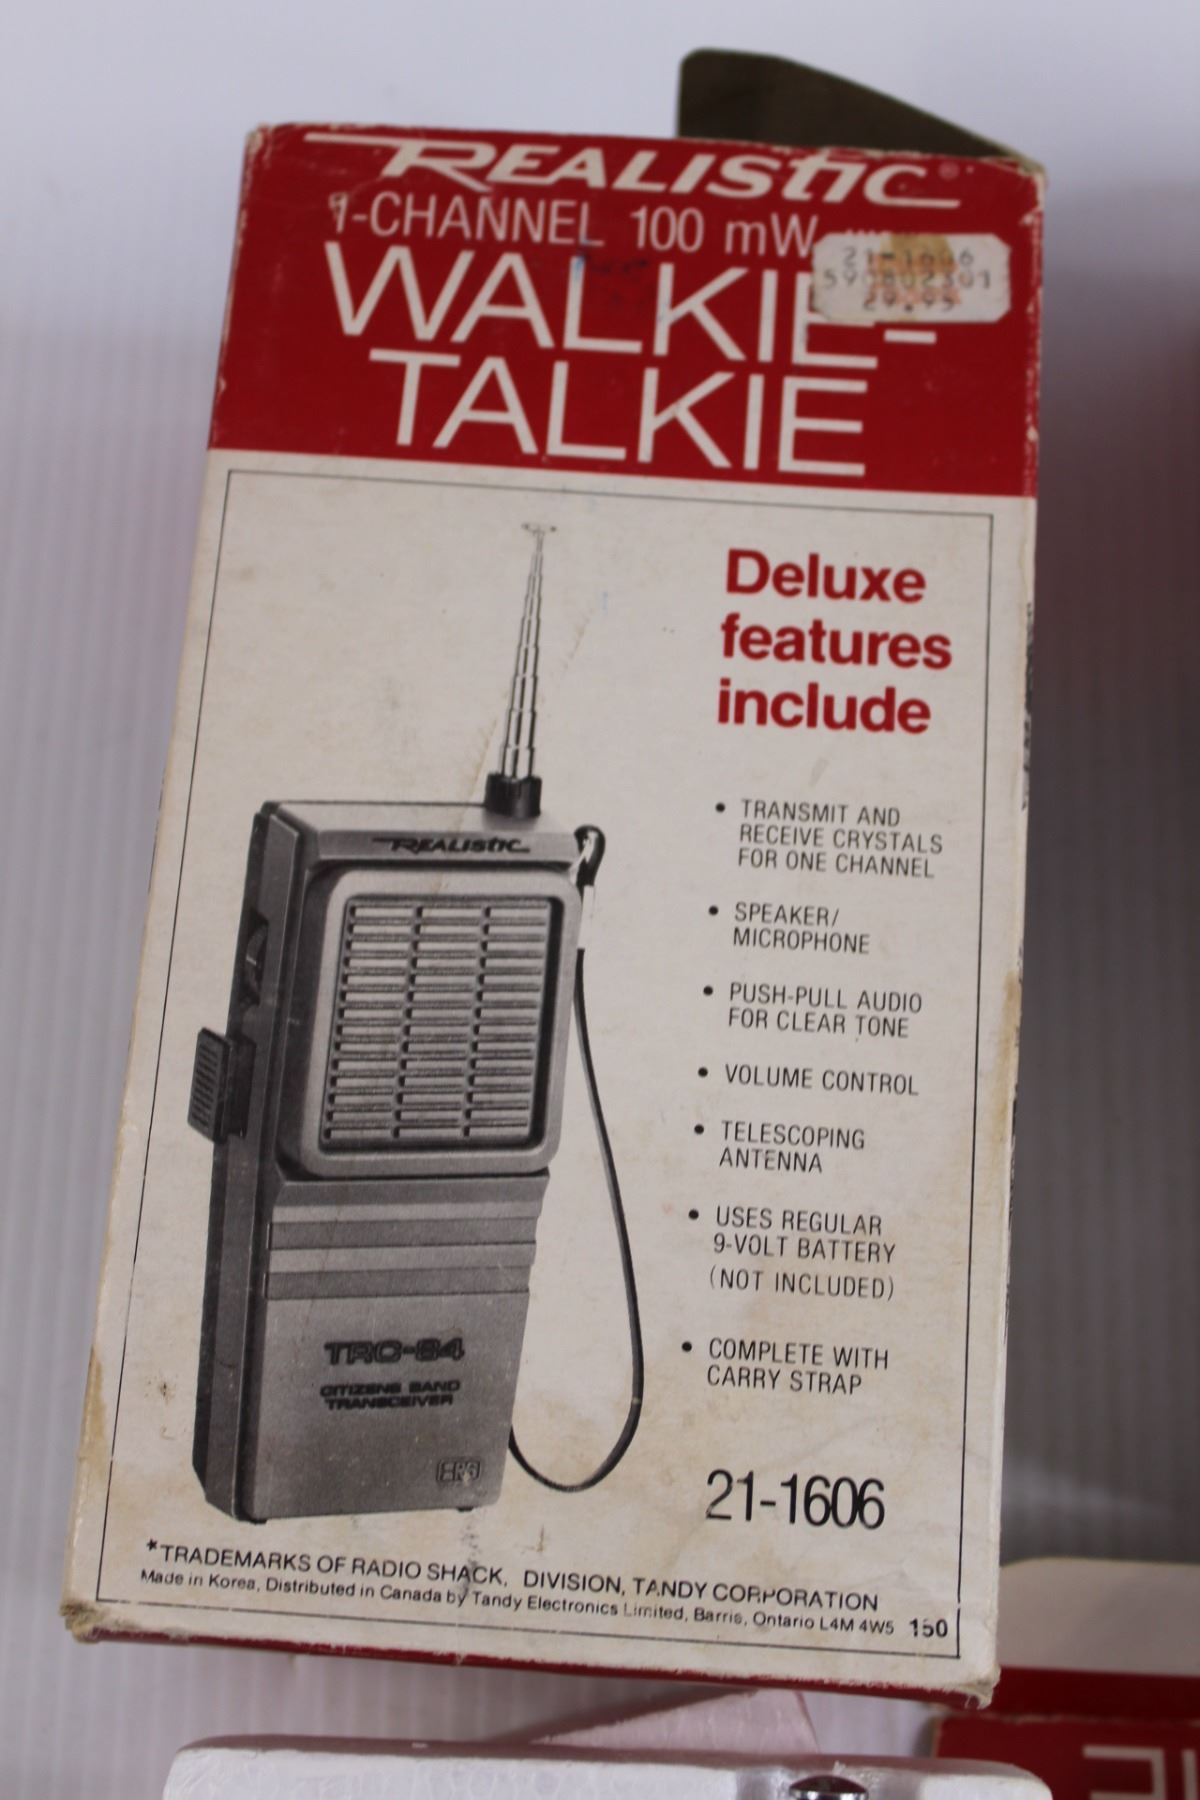 REALISTIC®
1-CHANNEL 100 mW
WALKIE-
TALKIE
21-1606
590802301
29.95
Deluxe
features
include
• TRANSMIT AND
RECEIVE CRYSTALS
FOR ONE CHANNEL
• SPEAKER/
MICROPHONE
• PUSH-PULL AUDIO
FOR CLEAR TONE
• VOLUME CONTROL
• TELESCOPING
ANTENNA
• USES REGULAR
9-VOLT BATTERY
(NOT INCLUDED)
• COMPLETE WITH
CARRY STRAP
REALISTIC
TRC-84
CITIZENS BAND
TRANSCEIVER
21-1606
*TRADEMARKS OF RADIO SHACK, DIVISION, TANDY CORPORATION
Made in Korea, Distributed in Canada by Tandy Electronics Limited, Barrie, Ontario L4M 4W5 150